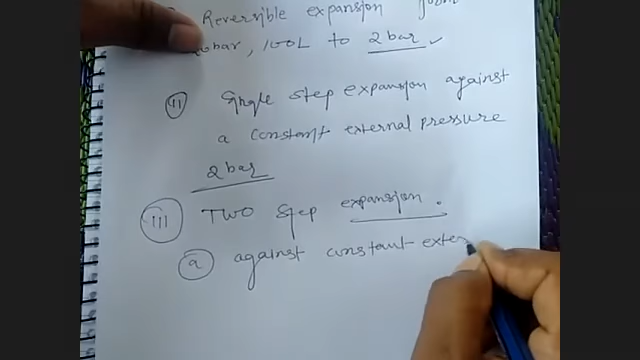 Reversible expansion from
bar, 100L to 2 bar ✓
(ii) Single step expansion against
a constant external pressure
2 bar
(iii) TWO step expansion.
(a) against constant exter